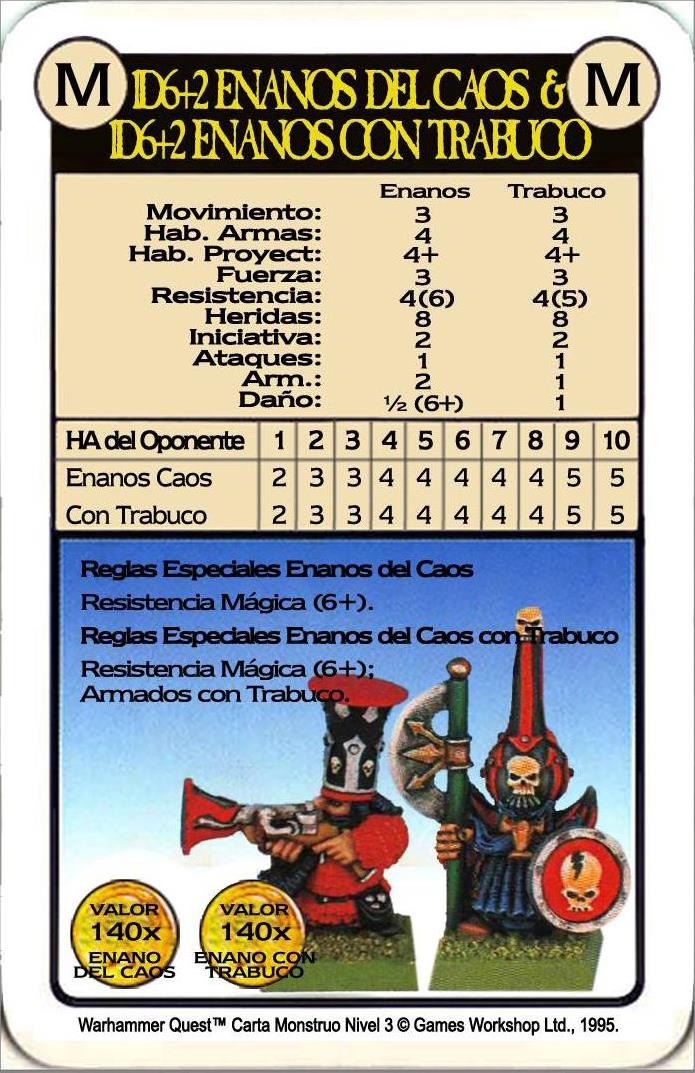 M 1D6+2 ENANOS DEL CAOS & M
1D6+2 ENANOS CON TRABUCO
Enanos Trabuco
Movimiento: 3 3
Hab. Armas: 4 4
Hab. Proyect: 4+ 4+
Fuerza: 3 3
Resistencia: 4(6) 4(5)
Heridas: 8 8
Iniciativa: 2 2
Ataques: 1 1
Arm.: 2 1
Daño: ½ (6+) 1
HA del Oponente 1 2 3 4 5 6 7 8 9 10
Enanos Caos 2 3 3 4 4 4 4 4 5 5
Con Trabuco 2 3 3 4 4 4 4 4 5 5
Reglas Especiales Enanos del Caos
Resistencia Mágica (6+).
Reglas Especiales Enanos del Caos con Trabuco
Resistencia Mágica (6+);
Armados con Trabuco.
VALOR
140x
ENANO
DEL CAOS
VALOR
140x
ENANO CON
TRABUCO
Warhammer Quest™ Carta Monstruo Nivel 3 © Games Workshop Ltd., 1995.